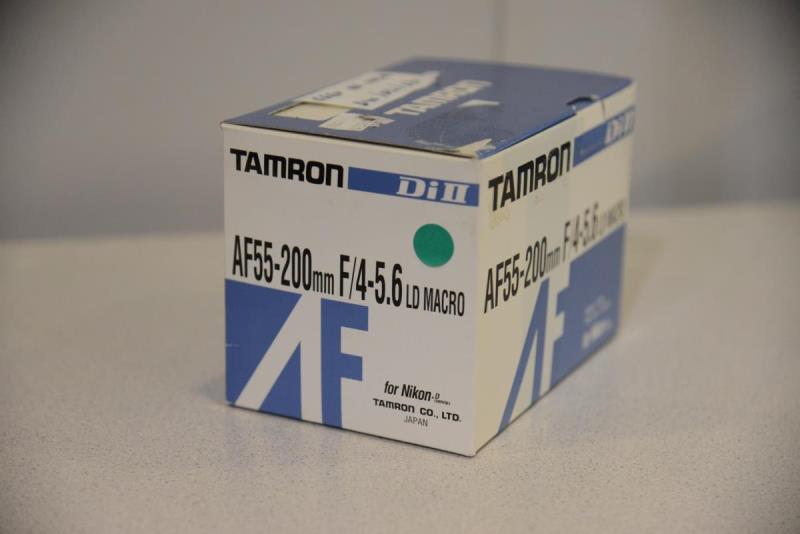 TAMRON
TAMRON Di II
AF55-200mm F/4-5.6 LD MACRO
AF
for Nikon-D
TAMRON CO., LTD.
JAPAN
TAMRON Di II
AF55-200mm F/4-5.6 LD MACRO
AF